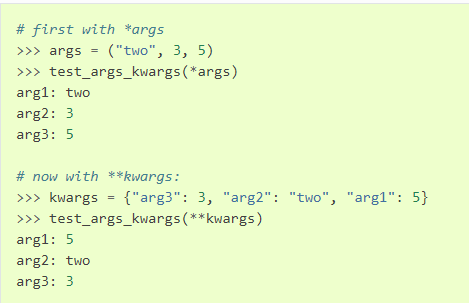 # first with *args
>>> args = ("two", 3, 5)
>>> test_args_kwargs(*args)
arg1: two
arg2: 3
arg3: 5
# now with **kwargs:
>>> kwargs = {"arg3": 3, "arg2": "two", "arg1": 5}
>>> test_args_kwargs(**kwargs)
arg1: 5
arg2: two
arg3: 3